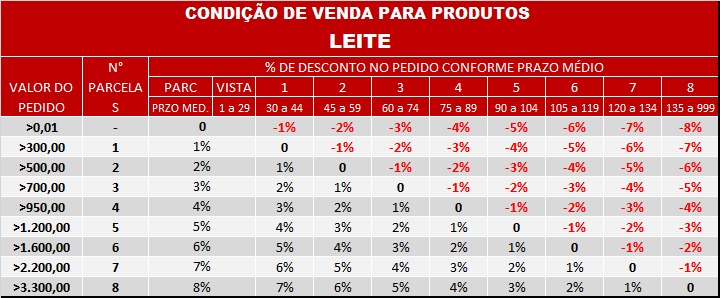 CONDIÇÃO DE VENDA PARA PRODUTOS
LEITE
VALOR DO PEDIDO N° PARCELAS % DE DESCONTO NO PEDIDO CONFORME PRAZO MÉDIO
PARC VISTA 1 2 3 4 5 6 7 8
PRZO MED. 1 a 29 30 a 44 45 a 59 60 a 74 75 a 89 90 a 104 105 a 119 120 a 134 135 a 999
>0,01 - 0 -1% -2% -3% -4% -5% -6% -7% -8%
>300,00 1 1% 0 -1% -2% -3% -4% -5% -6% -7%
>500,00 2 2% 1% 0 -1% -2% -3% -4% -5% -6%
>700,00 3 3% 2% 1% 0 -1% -2% -3% -4% -5%
>950,00 4 4% 3% 2% 1% 0 -1% -2% -3% -4%
>1.200,00 5 5% 4% 3% 2% 1% 0 -1% -2% -3%
>1.600,00 6 6% 5% 4% 3% 2% 1% 0 -1% -2%
>2.200,00 7 7% 6% 5% 4% 3% 2% 1% 0 -1%
>3.300,00 8 8% 7% 6% 5% 4% 3% 2% 1% 0